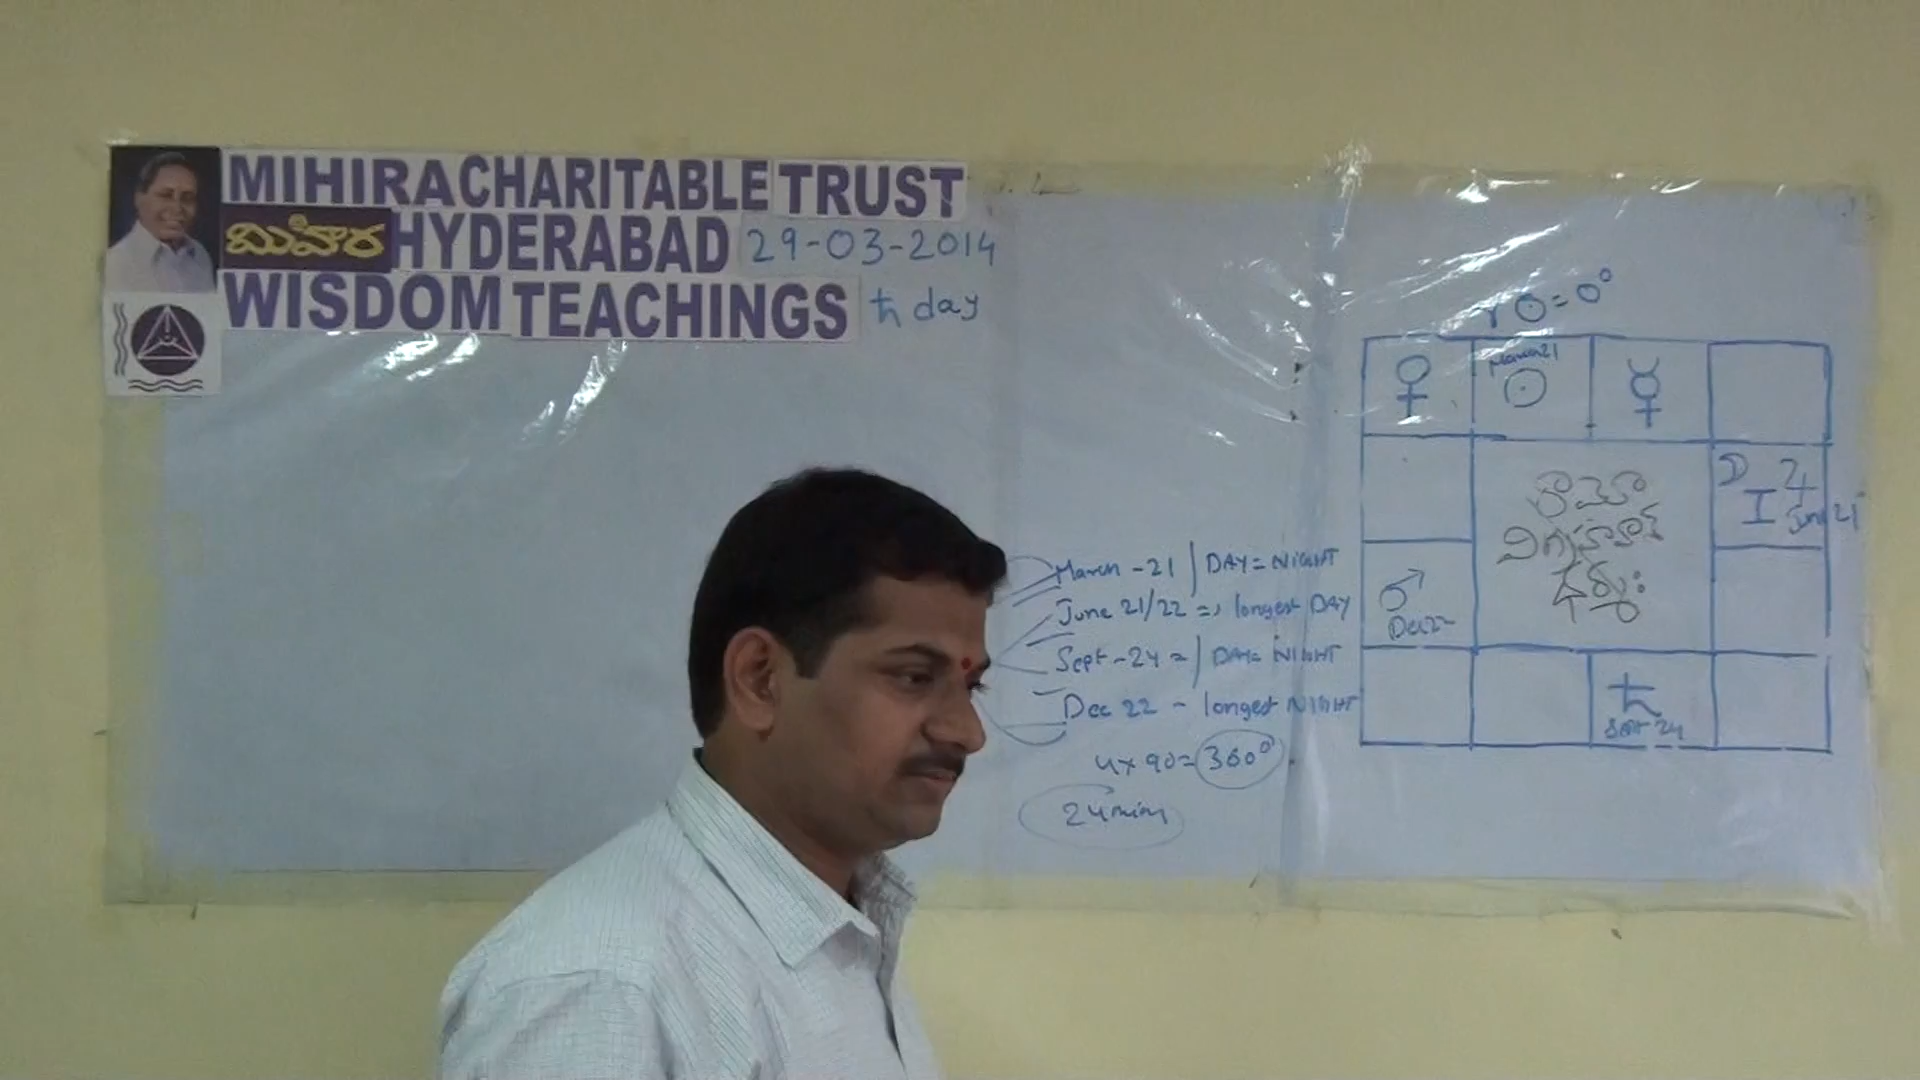 MIHIRA CHARITABLE TRUST
మిహిర HYDERABAD 29-03-2014
WISDOM TEACHINGS ♄ day
♈ ☉ = 0°
♀ March 21 ☉ ☿
☽ ♃
I June 21
రామో
విగ్రహవాన్
ధర్మః
♂
Dec 22
♄
Sept 24
March - 21 | DAY = NIGHT
June 21/22 => longest DAY
Sept - 24 = | DAY = NIGHT
Dec 22 - longest NIGHT
4 x 90 = 360°
24 min